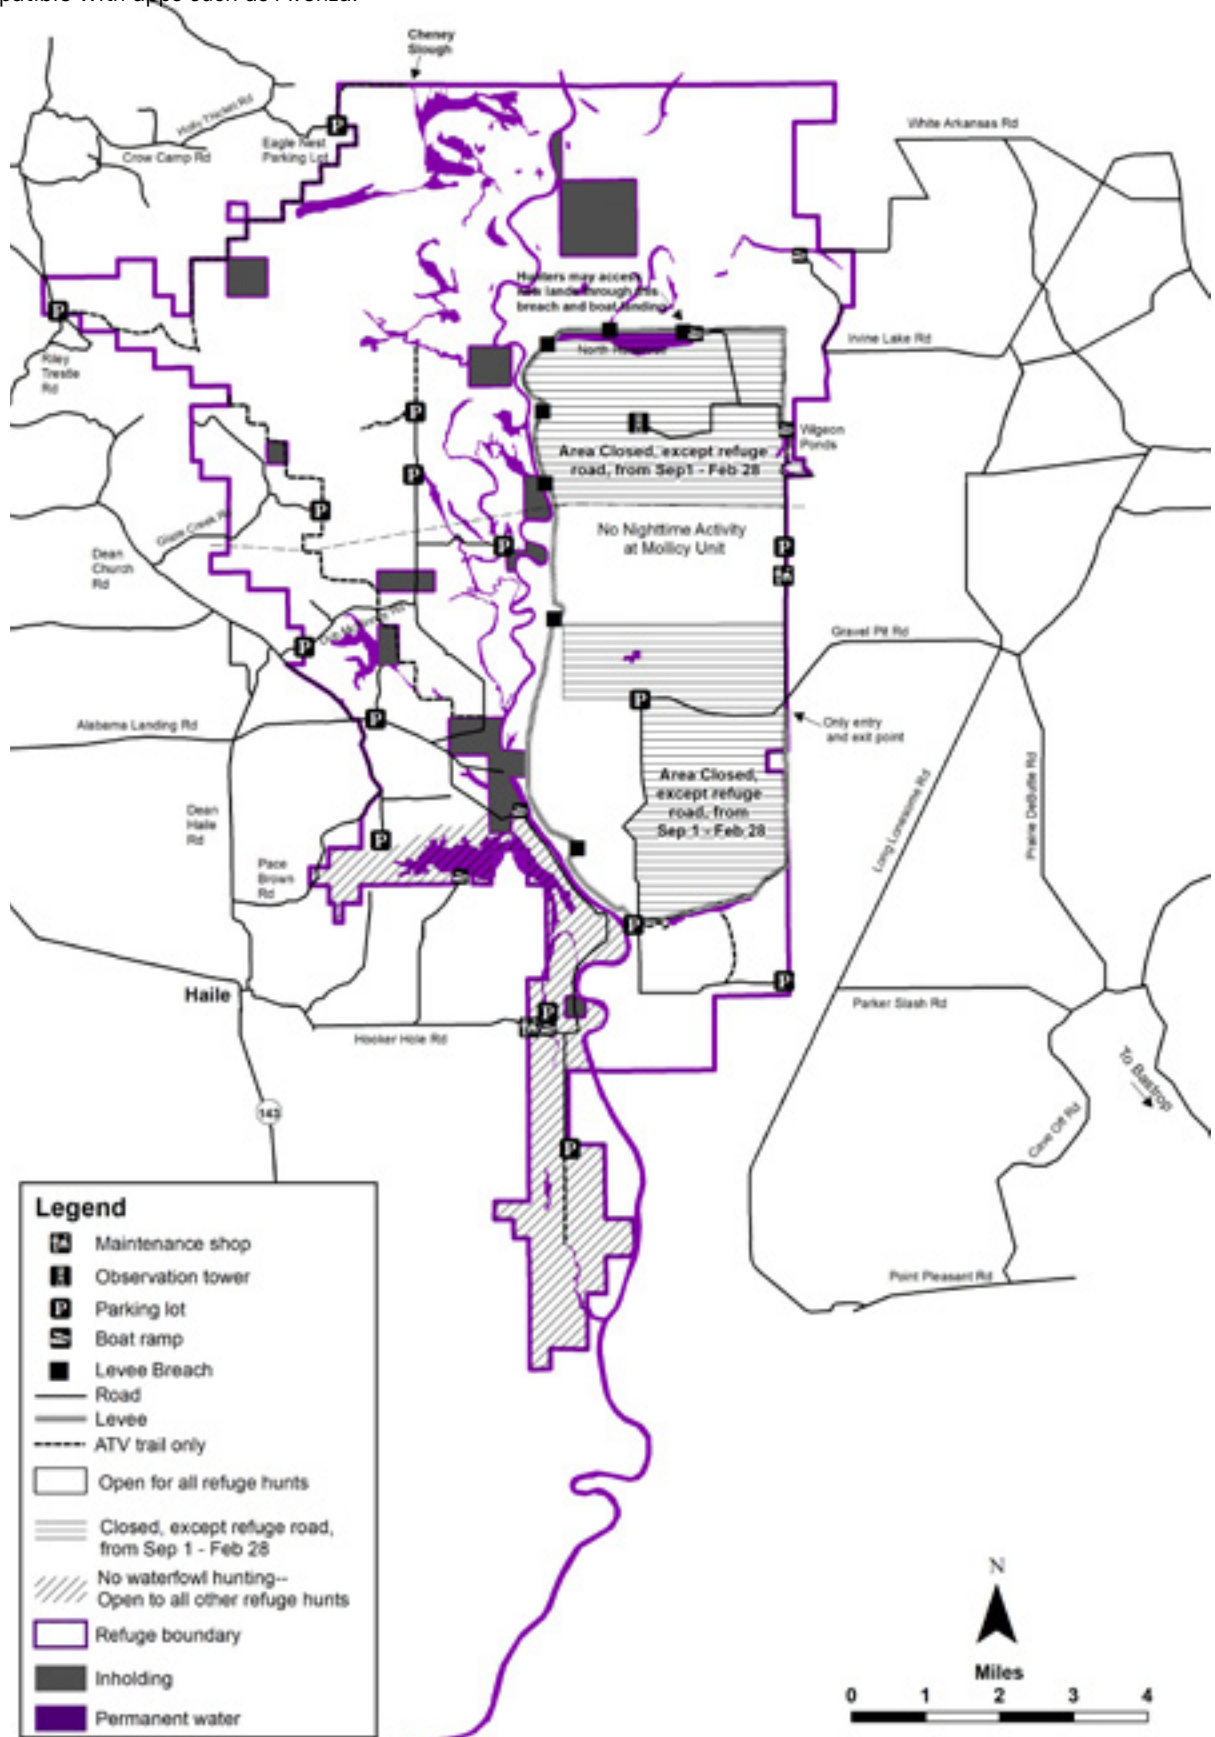 Cheney
Slough
Holly Thicket Rd
Crow Camp Rd
Eagle Nest
Parking Lot
White Arkansas Rd
Hunters may access
breach and boat landing
Irvine Lake Rd
Riley
Trestle
Rd
Wigeon
Ponds
Area Closed, except refuge
road, from Sep1 - Feb 28
No Nighttime Activity
at Mollicy Unit
Dean
Church
Rd
Gravel Pit Rd
Alabama Landing Rd
Only entry
and exit point
Area Closed,
except refuge
road, from
Sep 1 - Feb 28
Long Lonesome Rd
Prairie DeButte Rd
Dean
Haile
Rd
Pace
Brown
Rd
Haile
Parker Slash Rd
Hooker Hole Rd
To Bastrop
143
Cave Off Rd
Point Pleasant Rd
Legend
Maintenance shop
Observation tower
P Parking lot
Boat ramp
Levee Breach
Road
Levee
ATV trail only
Open for all refuge hunts
Closed, except refuge road,
from Sep 1 - Feb 28
No waterfowl hunting--
Open to all other refuge hunts
Refuge boundary
Inholding
Permanent water
N
Miles
0 1 2 3 4